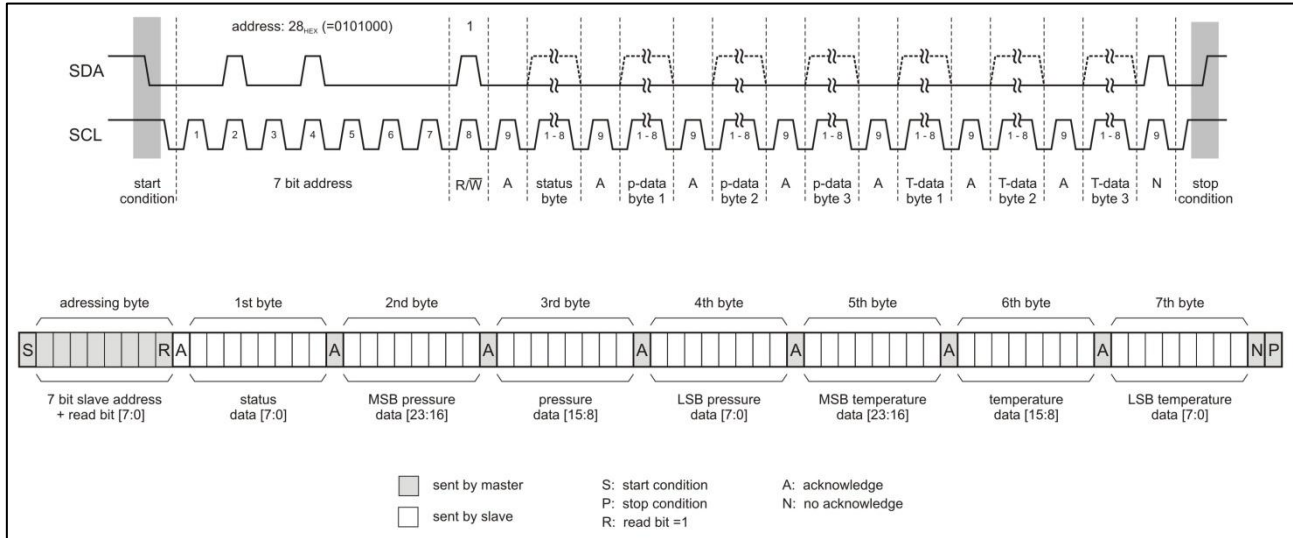 address: 28HEX (=0101000) 1
SDA
SCL 1 2 3 4 5 6 7 8 9 1 - 8 9 1 - 8 9 1 - 8 9 1 - 8 9 1 - 8 9 1 - 8 9 1 - 8 9
start 7 bit address R/W̅ A status A p-data A p-data A p-data A T-data A T-data A T-data N stop
condition byte byte 1 byte 2 byte 3 byte 1 byte 2 byte 3 condition
adressing byte 1st byte 2nd byte 3rd byte 4th byte 5th byte 6th byte 7th byte
S R A A A A A A A N P
7 bit slave address status MSB pressure pressure LSB pressure MSB temperature temperature LSB temperature
+ read bit [7:0] data [7:0] data [23:16] data [15:8] data [7:0] data [23:16] data [15:8] data [7:0]
sent by master S: start condition A: acknowledge
P: stop condition N: no acknowledge
sent by slave R: read bit =1